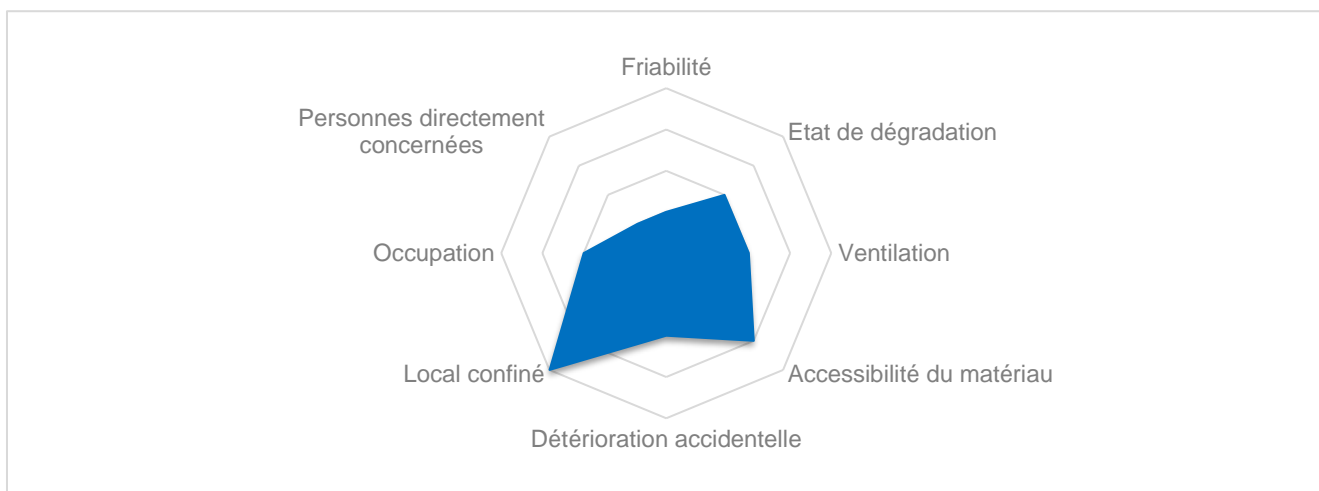 Friabilité
Personnes directement
concernées
Etat de dégradation
Occupation
Ventilation
Local confiné
Accessibilité du matériau
Détérioration accidentelle